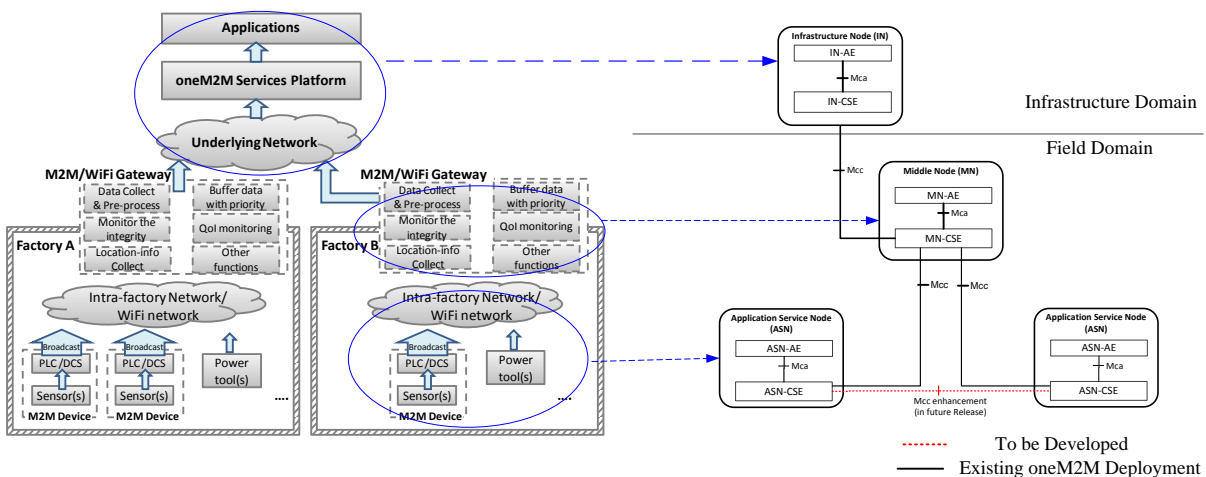 Applications
oneM2M Services Platform
Underlying Network
M2M/WiFi Gateway
Data Collect
& Pre-process
Buffer data
with priority
Monitor the
integrity
QoI monitoring
Location-info
Collect
Other
functions
Factory A
Intra-factory Network/
WiFi network
Broadcast
PLC/DCS
Sensor(s)
M2M Device
Broadcast
PLC/DCS
Sensor(s)
M2M Device
Power
tool(s)
....
M2M/WiFi Gateway
Data Collect
& Pre-process
Buffer data
with priority
Monitor the
integrity
QoI monitoring
Location-info
Collect
Other
functions
Factory B
Intra-factory Network/
WiFi network
Broadcast
PLC/DCS
Sensor(s)
M2M Device
Power
tool(s)
....
Infrastructure Node (IN)
IN-AE
Mca
IN-CSE
Infrastructure Domain
Field Domain
Mcc
Middle Node (MN)
MN-AE
Mca
MN-CSE
Mcc
Mcc
Application Service Node
(ASN)
ASN-AE
Mca
ASN-CSE
Application Service Node
(ASN)
ASN-AE
Mca
ASN-CSE
Mcc enhancement
(in future Release)
To be Developed
Existing oneM2M Deployment